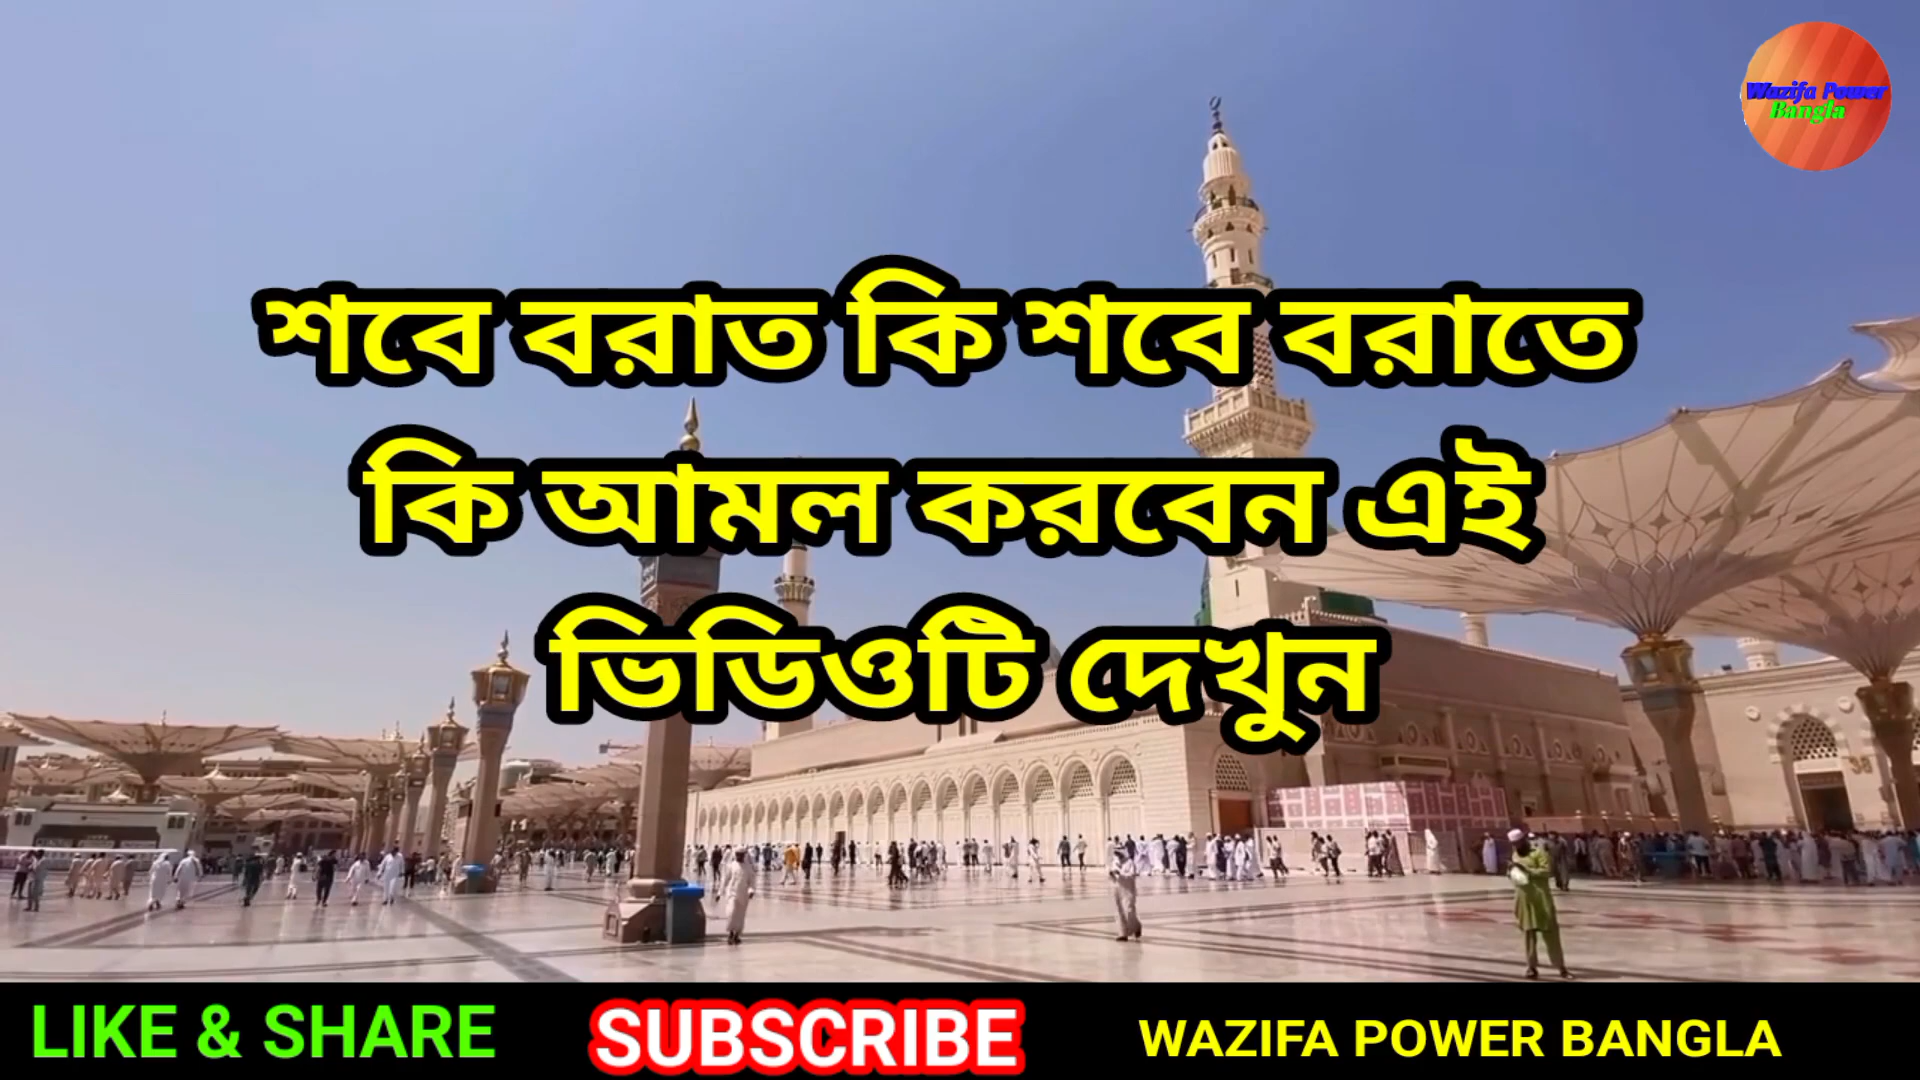 Wazifa Power
Bangla
শবে বরাত কি শবে বরাতে
কি আমল করবেন এই
ভিডিওটি দেখুন
LIKE & SHARE
SUBSCRIBE
WAZIFA POWER BANGLA